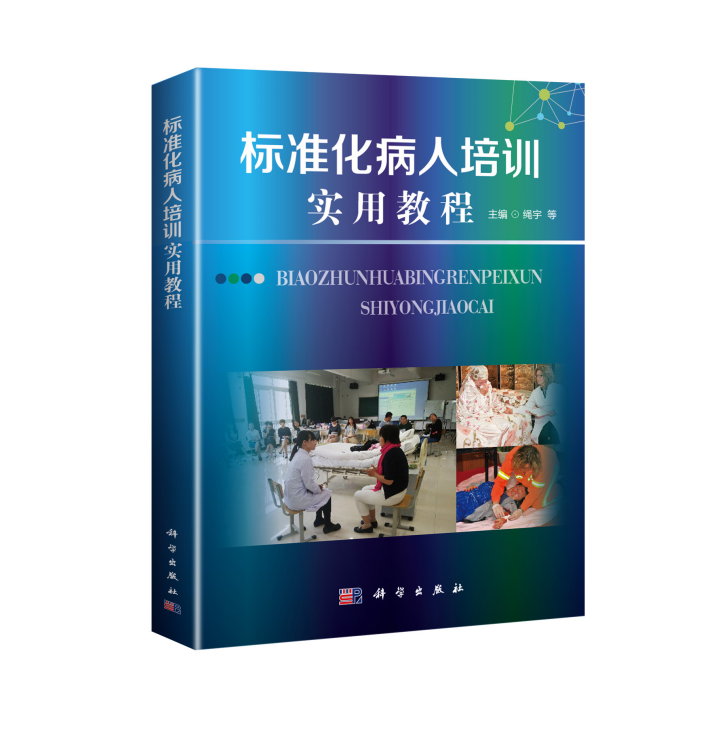 标准化病人培训
实用教程
主编⊙绳宇 等
BIAOZHUNHUABINGRENPEIXUN
SHIYONGJIAOCAI
科学出版社
标准化病人培训实用教程
科学出版社